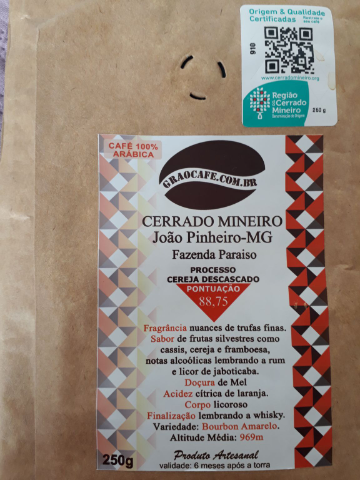 Origem & Qualidade
Certificadas
910
www.cerradomineiro.org
Região
do Cerrado
Mineiro
Denominação de Origem
250 g
CAFÉ 100%
ARÁBICA
GRAOCAFE.COM.BR
CERRADO MINEIRO
João Pinheiro-MG
Fazenda Paraiso
PROCESSO
CEREJA DESCASCADO
PONTUAÇÃO
88,75
Fragrância nuances de trufas finas.
Sabor de frutas silvestres como
cassis, cereja e framboesa,
notas alcoólicas lembrando a rum
e licor de jaboticaba.
Doçura de Mel
Acidez cítrica de laranja.
Corpo licoroso
Finalização lembrando a whisky.
Variedade: Bourbon Amarelo.
Altitude Média: 969m
Produto Artesanal
250g
validade: 6 meses após a torra